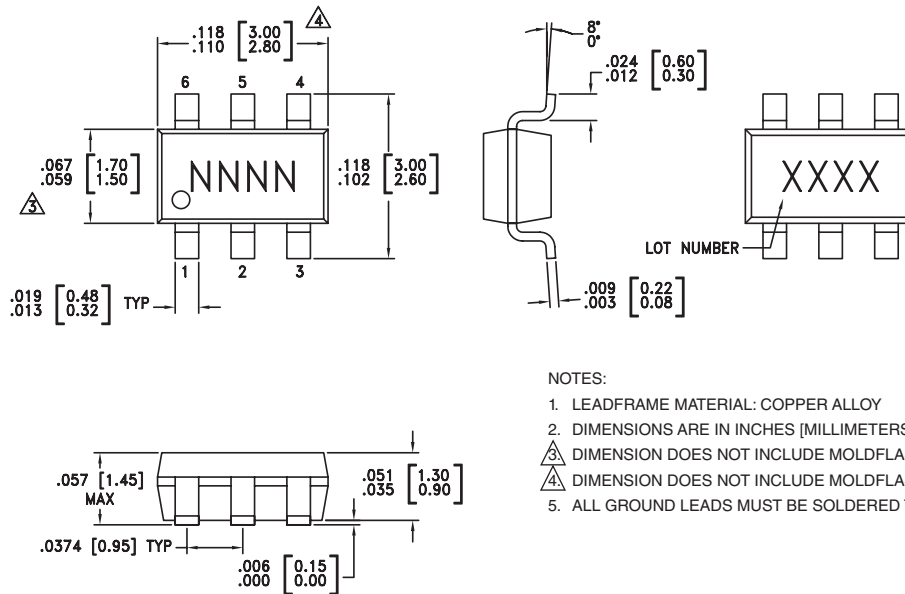 .118 [3.00]
.110 [2.80]
4
6 5 4
.067 [1.70]
.059 [1.50]
3
NNNN
.118 [3.00]
.102 [2.60]
1 2 3
.019 [0.48] TYP
.013 [0.32]
8°
0°
.024 [0.60]
.012 [0.30]
.009 [0.22]
.003 [0.08]
XXXX
LOT NUMBER
.057 [1.45]
MAX
.051 [1.30]
.035 [0.90]
.0374 [0.95] TYP
.006 [0.15]
.000 [0.00]
NOTES:
1. LEADFRAME MATERIAL: COPPER ALLOY
2. DIMENSIONS ARE IN INCHES [MILLIMETERS
3. DIMENSION DOES NOT INCLUDE
4. DIMENSION DOES NOT INCLUDE
5. ALL GROUND LEADS MUST BE SOLDERED